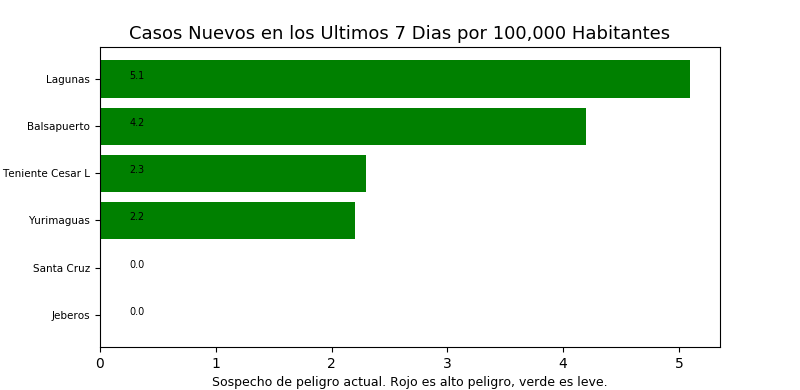 Casos Nuevos en los Ultimos 7 Dias por 100,000 Habitantes
Lagunas 5.1
Balsapuerto 4.2
Teniente Cesar L 2.3
Yurimaguas 2.2
Santa Cruz 0.0
Jeberos 0.0
0 1 2 3 4 5
Sospecho de peligro actual. Rojo es alto peligro, verde es leve.